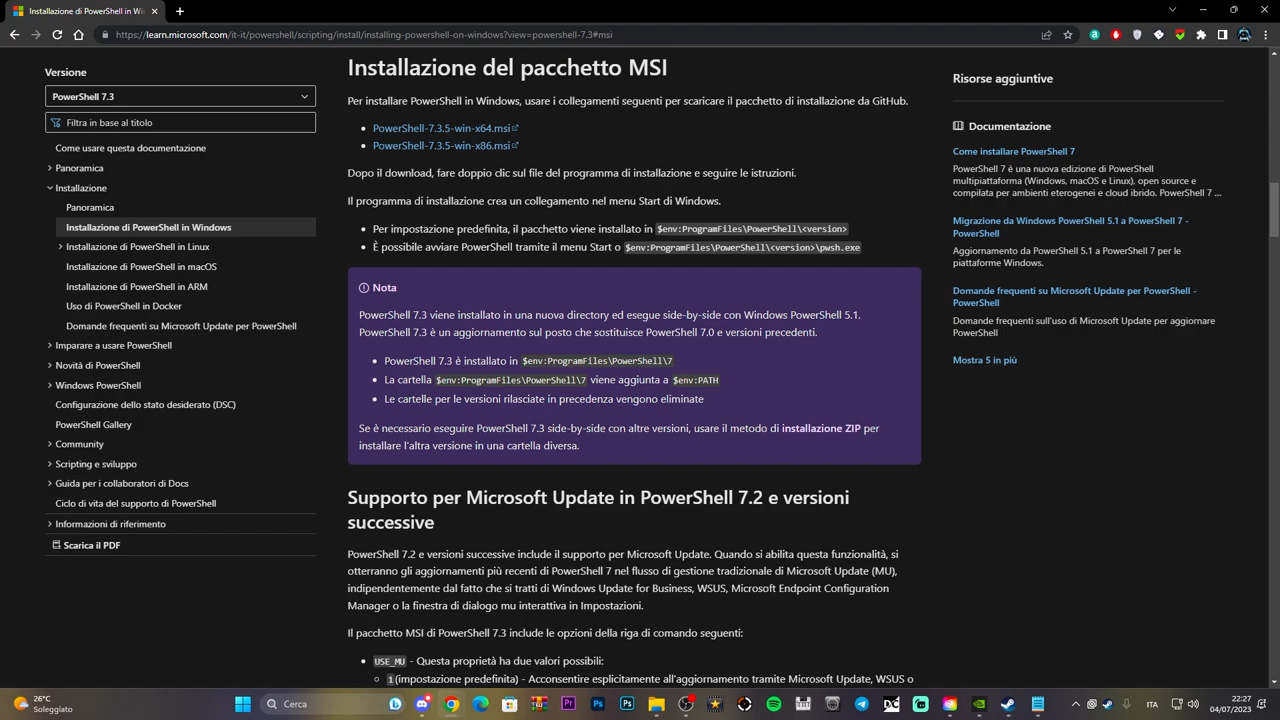 Installazione di PowerShell in Wi
https://learn.microsoft.com/it-it/powershell/scripting/install/installing-powershell-on-windows?view=powershell-7.3#msi
Versione
PowerShell 7.3
Filtra in base al titolo
Come usare questa documentazione
Panoramica
Installazione
Panoramica
Installazione di PowerShell in Windows
Installazione di PowerShell in Linux
Installazione di PowerShell in macOS
Installazione di PowerShell in ARM
Uso di PowerShell in Docker
Domande frequenti su Microsoft Update per PowerShell
Imparare a usare PowerShell
Novità di PowerShell
Windows PowerShell
Configurazione dello stato desiderato (DSC)
PowerShell Gallery
Community
Scripting e sviluppo
Guida per i collaboratori di Docs
Ciclo di vita del supporto di PowerShell
Informazioni di riferimento
Scarica il PDF
Installazione del pacchetto MSI
Per installare PowerShell in Windows, usare i collegamenti seguenti per scaricare il pacchetto di installazione da GitHub.
• PowerShell-7.3.5-win-x64.msi
• PowerShell-7.3.5-win-x86.msi
Dopo il download, fare doppio clic sul file del programma di installazione e seguire le istruzioni.
Il programma di installazione crea un collegamento nel menu Start di Windows.
• Per impostazione predefinita, il pacchetto viene installato in $env:ProgramFiles\PowerShell\<version>
• È possibile avviare PowerShell tramite il menu Start o $env:ProgramFiles\PowerShell\<version>\pwsh.exe
Nota
PowerShell 7.3 viene installato in una nuova directory ed esegue side-by-side con Windows PowerShell 5.1.
PowerShell 7.3 è un aggiornamento sul posto che sostituisce PowerShell 7.0 e versioni precedenti.
• PowerShell 7.3 è installato in $env:ProgramFiles\PowerShell\7
• La cartella $env:ProgramFiles\PowerShell\7 viene aggiunta a $env:PATH
• Le cartelle per le versioni rilasciate in precedenza vengono eliminate
Se è necessario eseguire PowerShell 7.3 side-by-side con altre versioni, usare il metodo di installazione ZIP per
installare l'altra versione in una cartella diversa.
Supporto per Microsoft Update in PowerShell 7.2 e versioni
successive
PowerShell 7.2 e versioni successive include il supporto per Microsoft Update. Quando si abilita questa funzionalità, si
otterranno gli aggiornamenti più recenti di PowerShell 7 nel flusso di gestione tradizionale di Microsoft Update (MU),
indipendentemente dal fatto che si tratti di Windows Update for Business, WSUS, Microsoft Endpoint Configuration
Manager o la finestra di dialogo mu interattiva in Impostazioni.
Il pacchetto MSI di PowerShell 7.3 include le opzioni della riga di comando seguenti:
• USE_MU - Questa proprietà ha due valori possibili:
1(impostazione predefinita) - Acconsentire esplicitamente all'aggiornamento tramite Microsoft Update, WSUS o
Risorse aggiuntive
Documentazione
Come installare PowerShell 7
PowerShell 7 è una nuova edizione di PowerShell
multipiattaforma (Windows, macOS e Linux), open source e
compilata per ambienti eterogenei e cloud ibrido. PowerShell 7 ...
Migrazione da Windows PowerShell 5.1 a PowerShell 7 -
PowerShell
Aggiornamento da PowerShell 5.1 a PowerShell 7 per le
piattaforme Windows.
Domande frequenti su Microsoft Update per PowerShell -
PowerShell
Domande frequenti sull'uso di Microsoft Update per aggiornare
PowerShell
Mostra 5 in più
26°C
Soleggiato
Cerca
ITA
22:27
04/07/2023